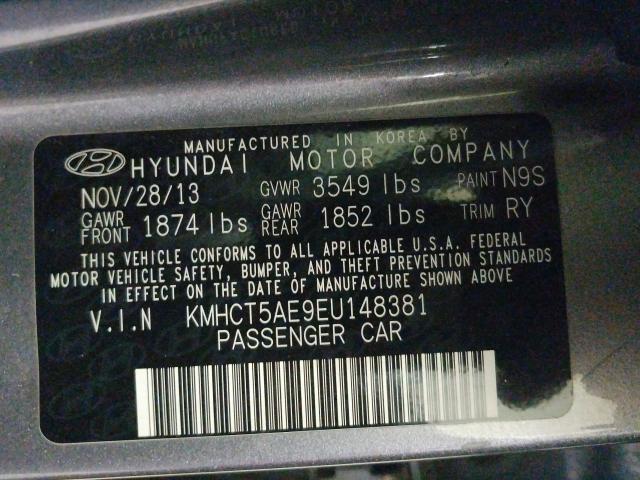 MANUFACTURED IN KOREA BY
HYUNDAI MOTOR COMPANY
NOV/28/13 GVWR 3549 lbs PAINT N9S
GAWR FRONT 1874 lbs GAWR REAR 1852 lbs TRIM RY
THIS VEHICLE CONFORMS TO ALL APPLICABLE U.S.A. FEDERAL
MOTOR VEHICLE SAFETY, BUMPER, AND THEFT PREVENTION STANDARDS
IN EFFECT ON THE DATE OF MANUFACTURE SHOWN ABOVE
V.I.N KMHCT5AE9EU148381
PASSENGER CAR